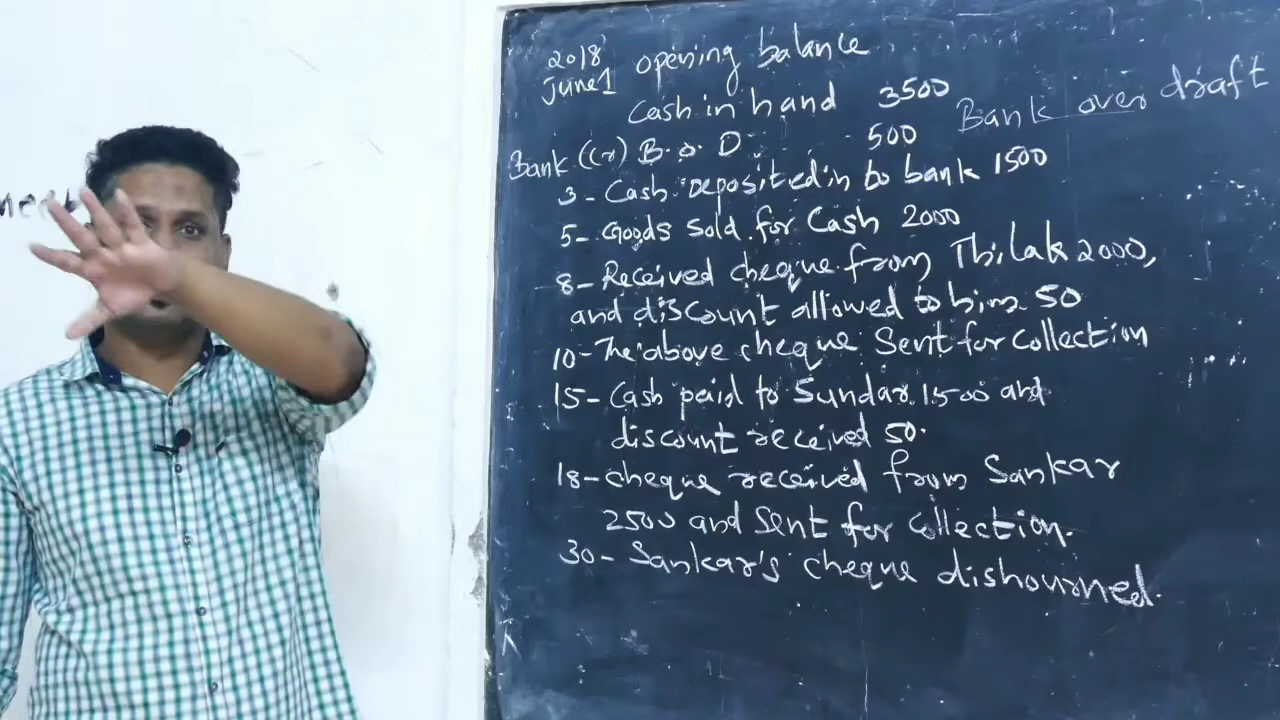 2018
June 1 opening balance
Cash in hand 3500 Bank over draft
Bank (Cr) B.O.D 500
3- Cash Deposited in to bank 1500
5- Goods Sold for Cash 2000
8- Received cheque from Thilak 2000,
and discount allowed to him 50
10- The above cheque Sent for Collection
15- Cash paid to Sundar 1500 and
discount received 50.
18- cheque received from Sankar
2500 and Sent for Collection.
30- Sankar's cheque dishourned.